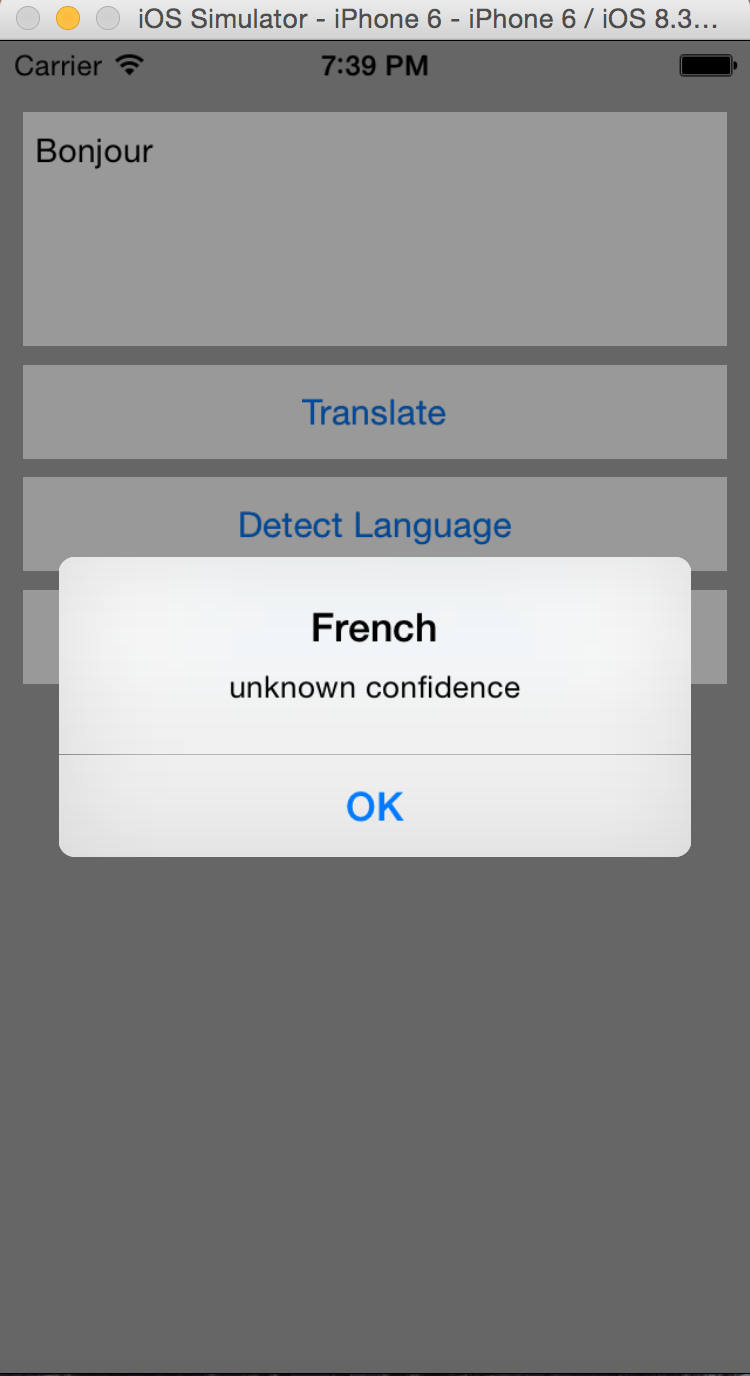 iOS Simulator - iPhone 6 - iPhone 6 / iOS 8.3...
Carrier 7:39 PM
Bonjour
Translate
Detect Language
French
unknown confidence
OK